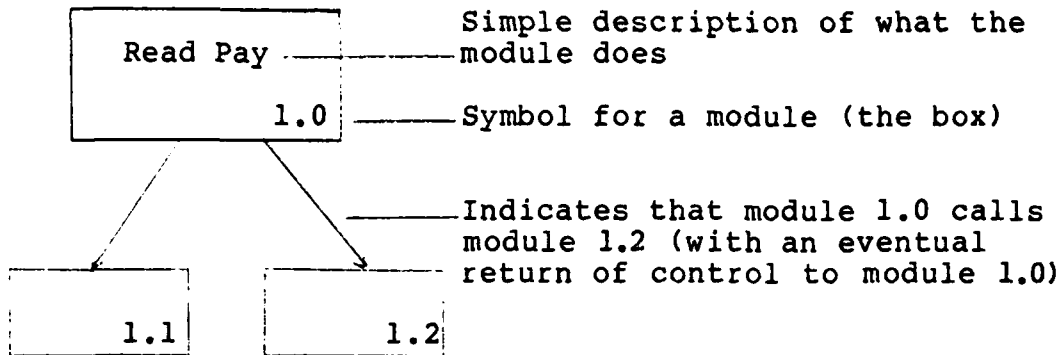 Read Pay
Simple description of what the
module does
1.0
Symbol for a module (the box)
Indicates that module 1.0 calls
module 1.2 (with an eventual
return of control to module 1.0)
1.1
1.2